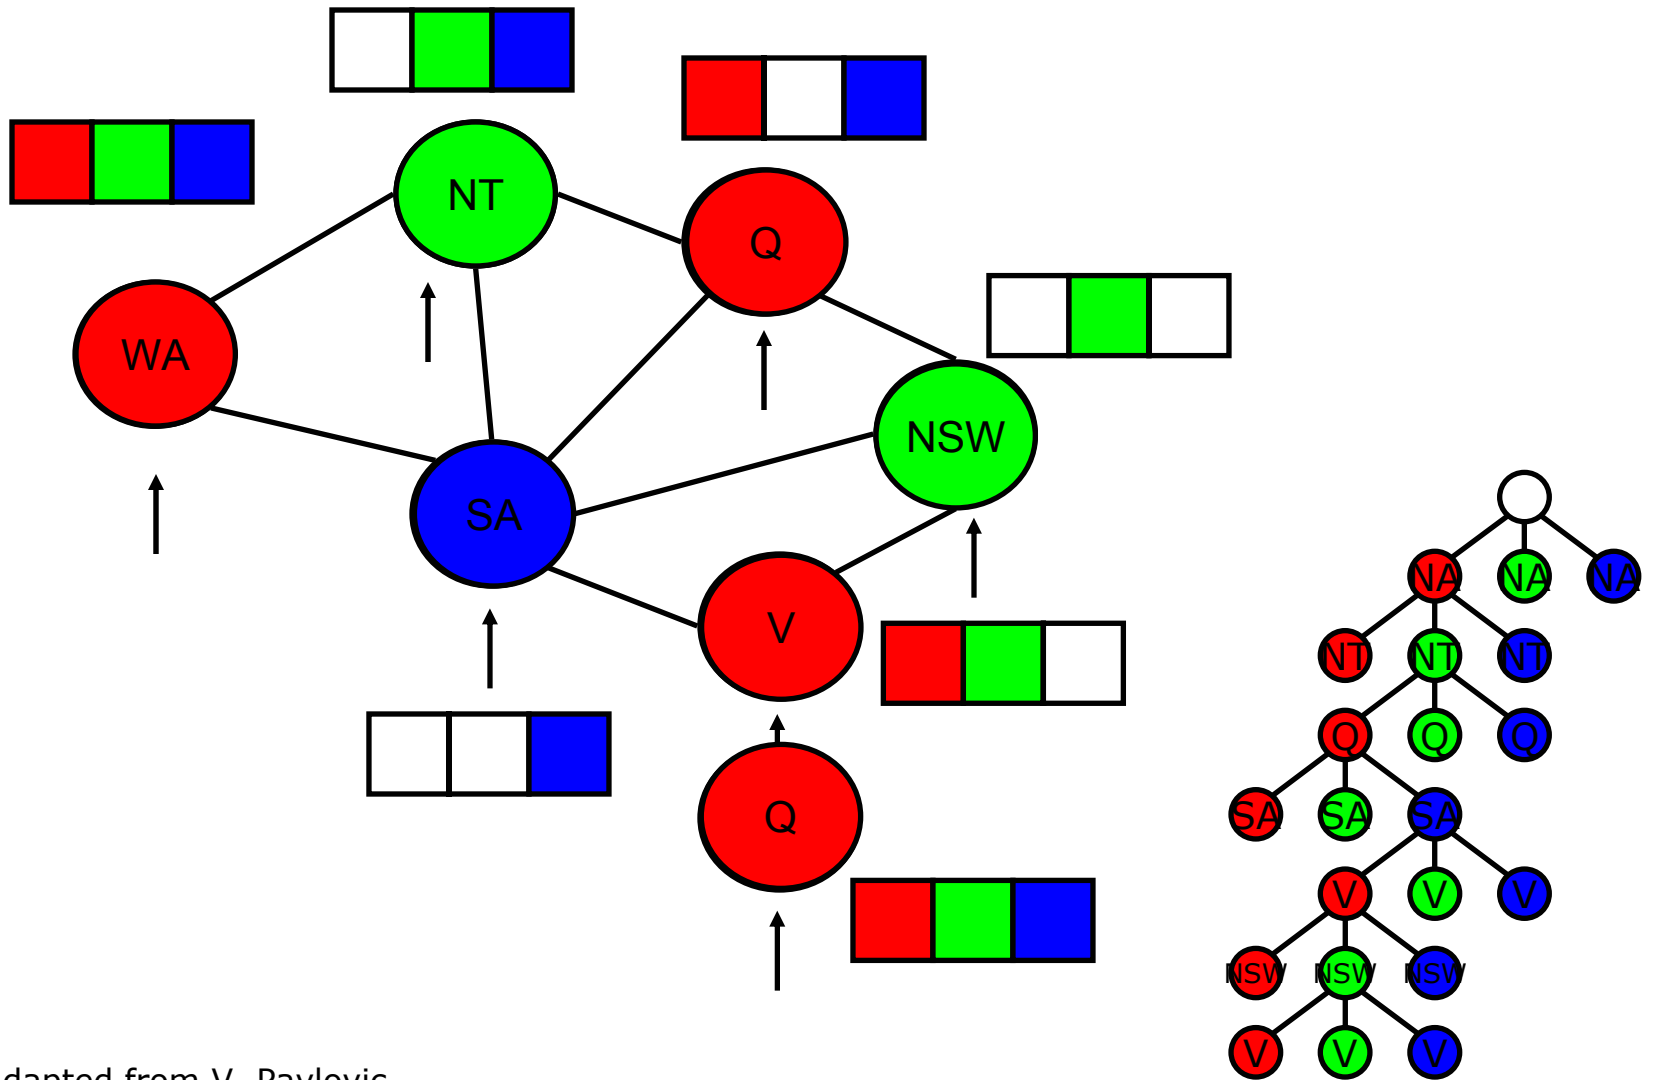 NT
Q
WA
NSW
SA
V
Q
NA NA NA
NT NT NT
Q Q Q
SA SA SA
V V V
NSW NSW NSW
V V V
dapted from V. Pavlovic